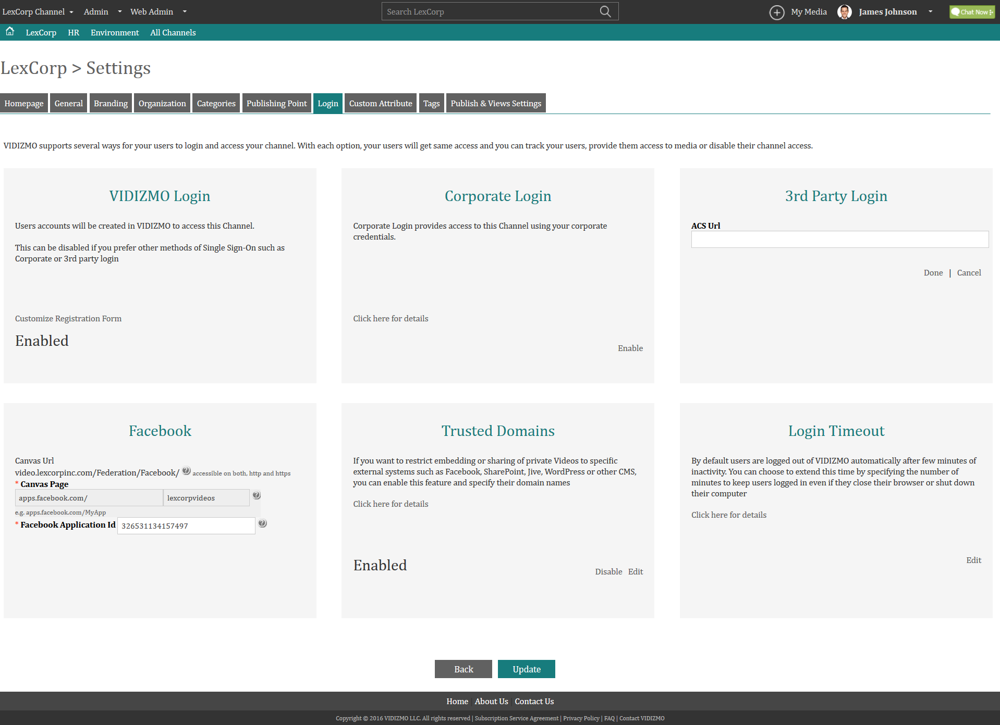 LexCorp Channel Admin Web Admin Search LexCorp My Media James Johnson Chat Now
LexCorp HR Environment All Channels
LexCorp > Settings
Homepage General Branding Organization Categories Publishing Point Login Custom Attribute Tags Publish & Views Settings
VIDIZMO supports several ways for your users to login and access your channel. With each option, your users will get same access and you can track your users, provide them access to media or disable their channel access.
VIDIZMO Login
Users accounts will be created in VIDIZMO to access this Channel.
This can be disabled if you prefer other methods of Single Sign-On such as
Corporate or 3rd party login
Customize Registration Form
Enabled
Corporate Login
Corporate Login provides access to this Channel using your corporate
credentials.
Click here for details
Enable
3rd Party Login
ACS Url
Done | Cancel
Facebook
Canvas Url
video.lexcorpinc.com/Federation/Facebook/ ? accessible on both, http and https
* Canvas Page
apps.facebook.com/ lexcorpvideos ?
e.g. apps.facebook.com/MyApp
* Facebook Application Id 326531134157497 ?
Trusted Domains
If you want to restrict embedding or sharing of private Videos to specific
external systems such as Facebook, SharePoint, Jive, WordPress or other CMS,
you can enable this feature and specify their domain names
Click here for details
Enabled
Disable Edit
Login Timeout
By default users are logged out of VIDIZMO automatically after few minutes of
inactivity. You can choose to extend this time by specifying the number of
minutes to keep users logged in even if they close their browser or shut down
their computer
Click here for details
Edit
Back Update
Home | About Us | Contact Us
Copyright © 2016 VIDIZMO LLC. All rights reserved | Subscription Service Agreement | Privacy Policy | FAQ | Contact VIDIZMO